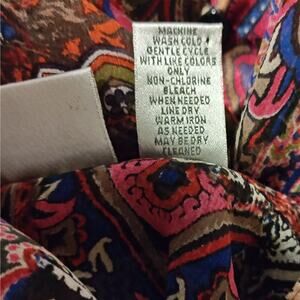 MACHINE
WASH COLD
GENTLE CYCLE
WITH LIKE COLORS
ONLY
NON-CHLORINE
BLEACH
WHEN NEEDED
LINE DRY
WARM IRON
AS NEEDED
MAY BE DRY
CLEANED